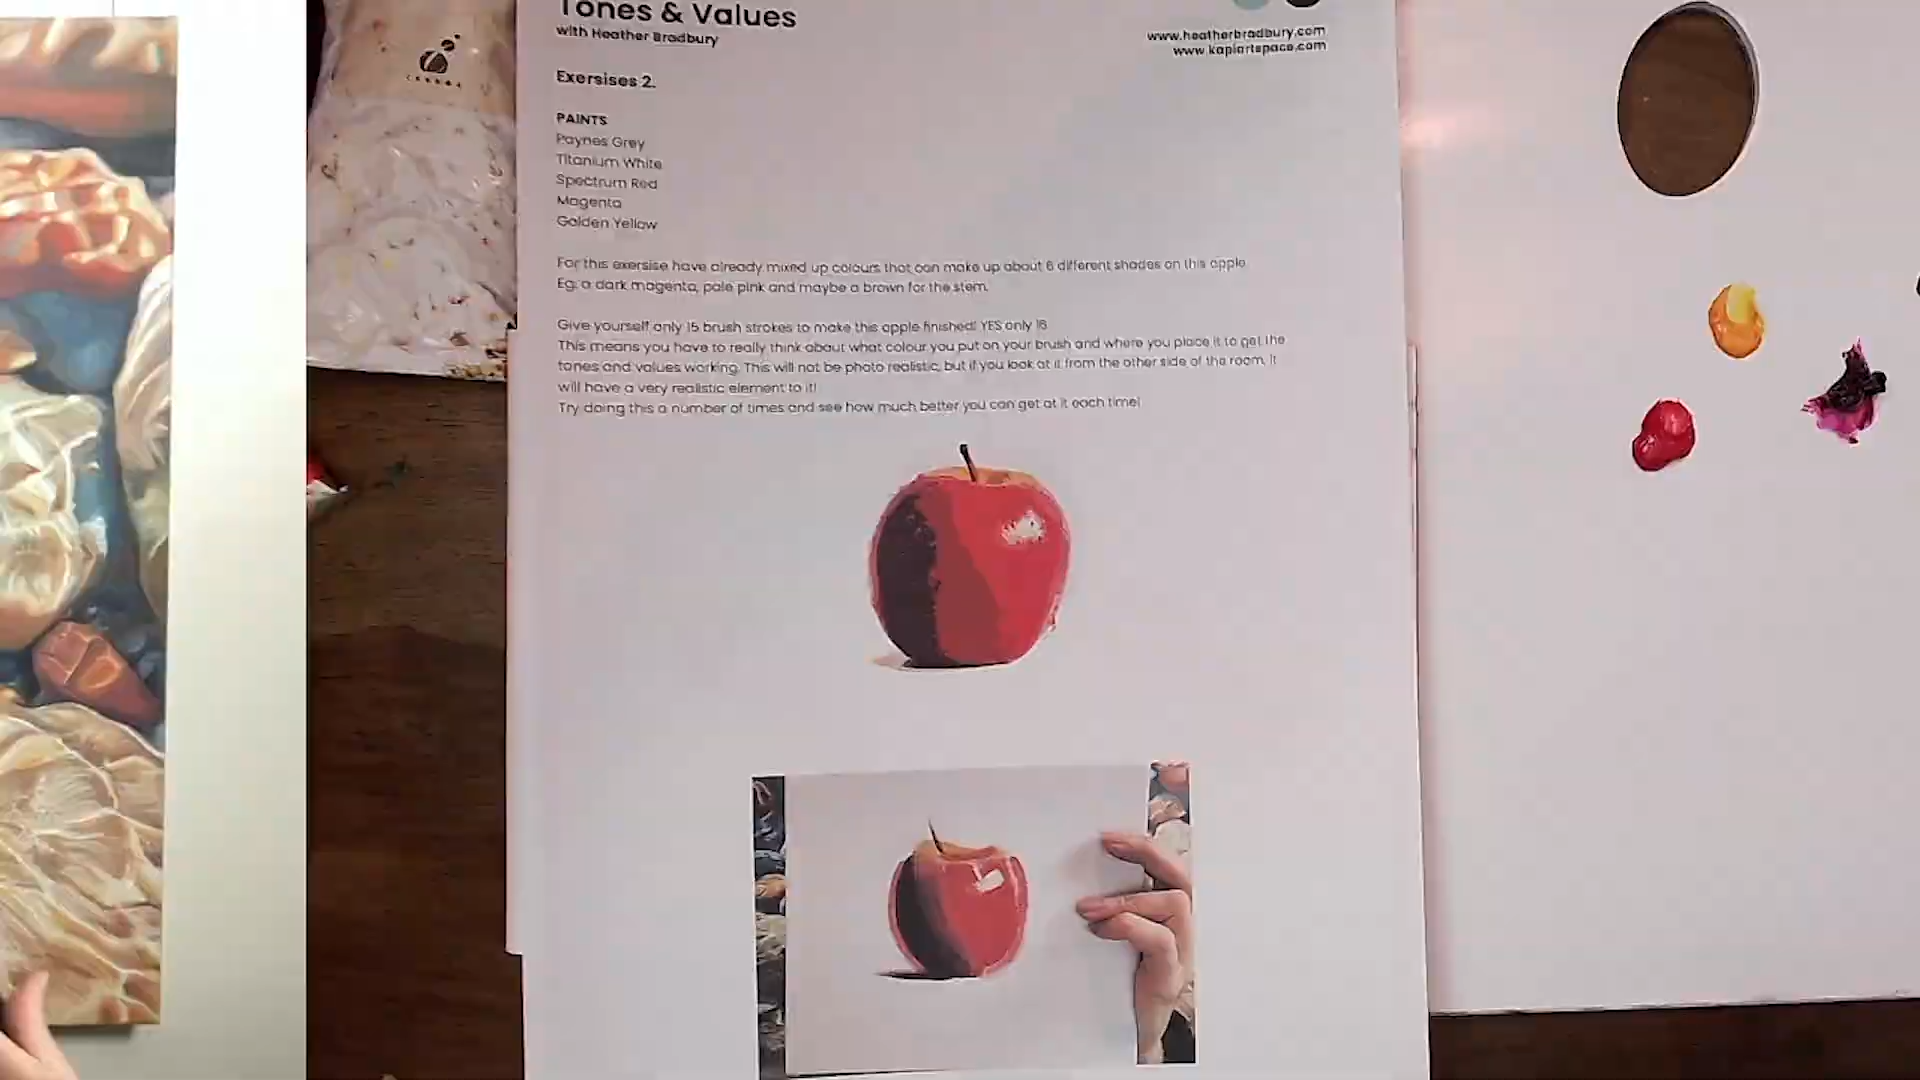 Tones & Values
with Heather Bradbury
www.heatherbradbury.com
www.kapiartspace.com
Exersises 2.
PAINTS
Paynes Grey
Titanium White
Spectrum Red
Magenta
Golden Yellow
For this exersise have already mixed up colours that can make up about 6 different shades on this apple.
Eg: a dark magenta, pale pink and maybe a brown for the stem.
Give yourself only 15 brush strokes to make this apple finished! YES only 15
This means you have to really think about what colour you put on your brush and where you place it to get the
tones and values working. This will not be photo realistic, but if you look at it from the other side of the room, it
will have a very realistic element to it!
Try doing this a number of times and see how much better you can get at it each time!